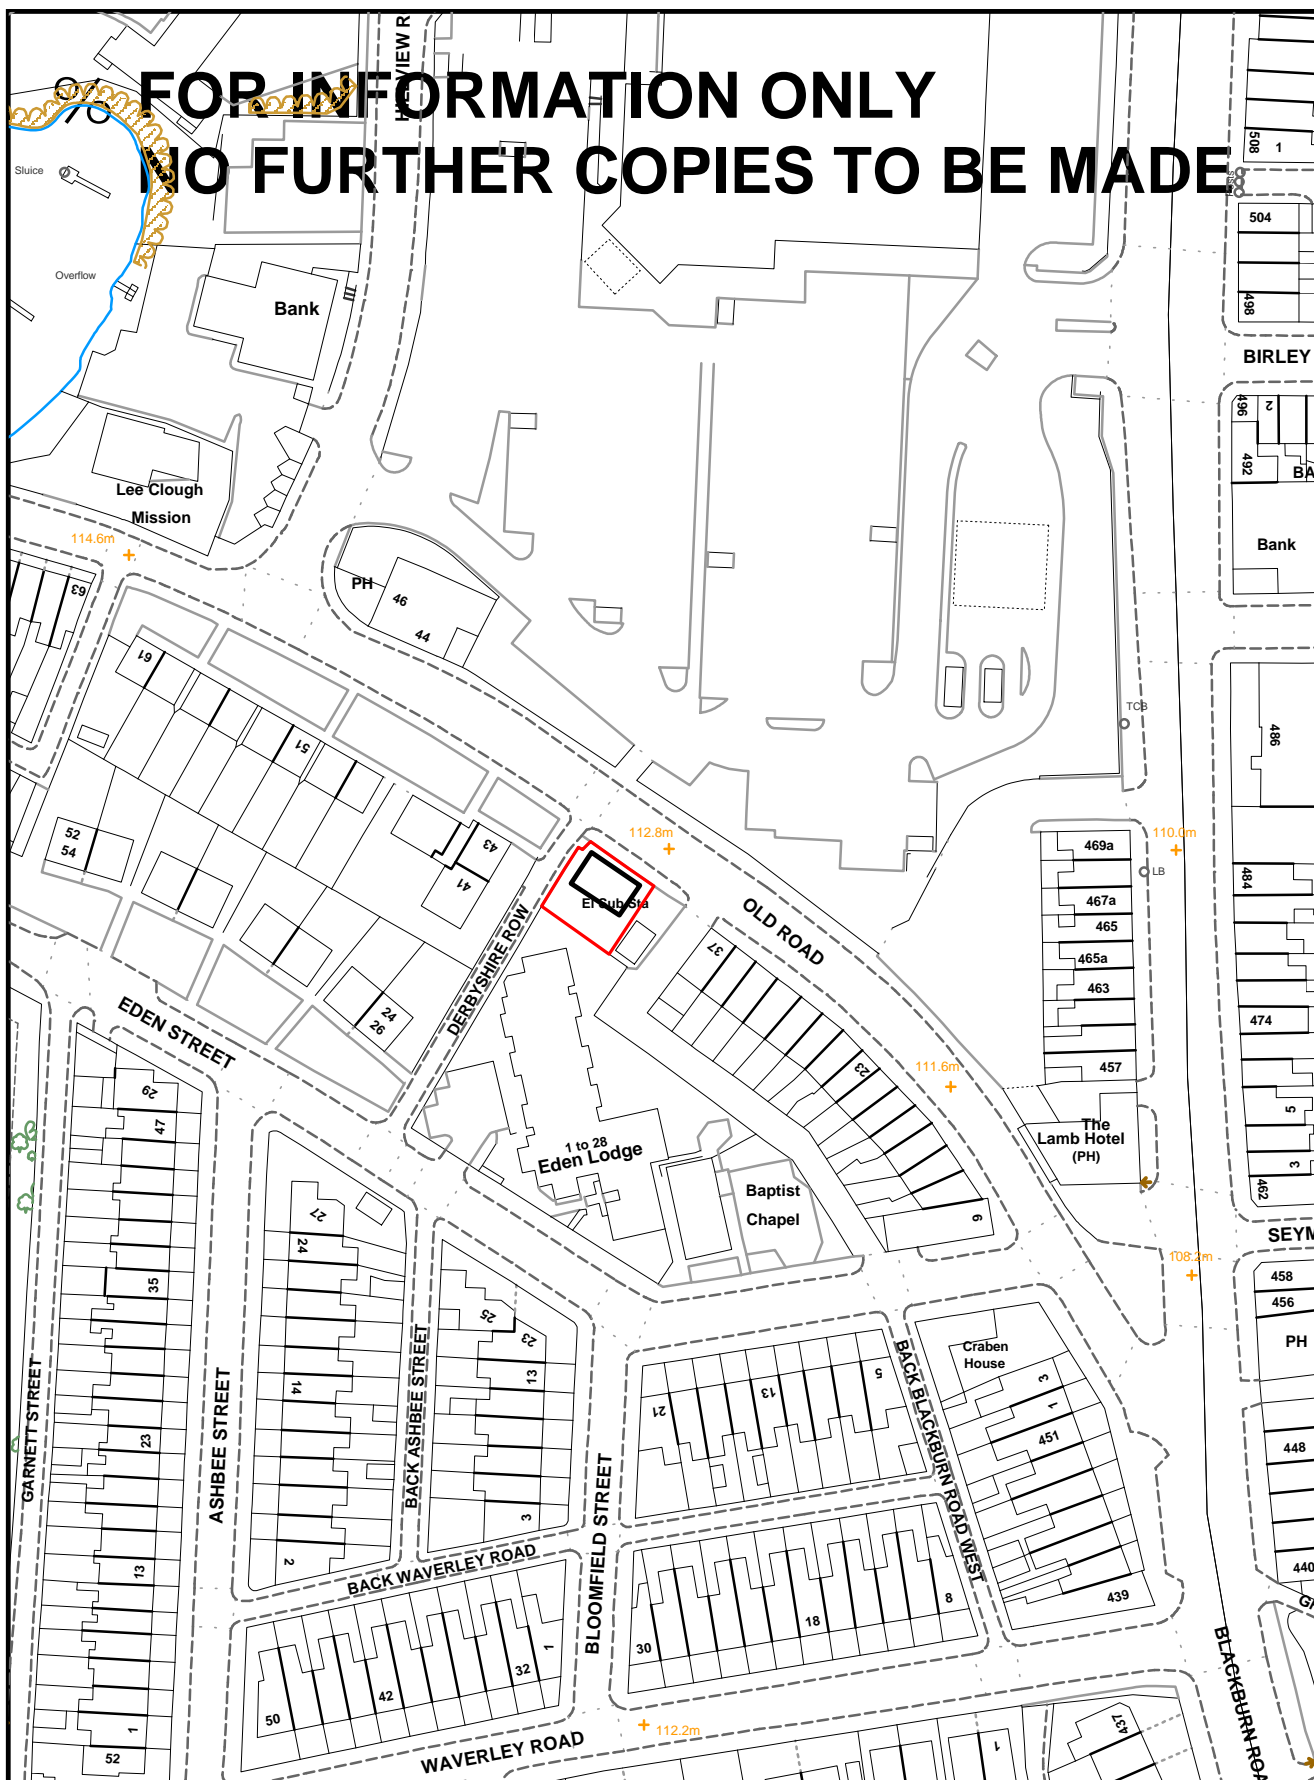 FOR INFORMATION ONLY
NO FURTHER COPIES TO BE MADE
Sluice
Overflow
Bank
508
1
Posts
504
498
BIRLEY
496
2
492
BA
Bank
Lee Clough
Mission
114.6m
63
PH
46
44
61
51
TCB
486
52
54
43
41
112.8m
El Sub Sta
110.0m
469a
LB
467a
465
465a
463
457
484
474
OLD ROAD
37
23
DERBYSHIRE ROW
EDEN STREET
24
26
111.6m
The
Lamb Hotel
(PH)
5
3
462
1 to 28
Eden Lodge
Baptist
Chapel
6
SEYM
108.2m
458
456
PH
29
47
35
23
13
1
52
27
24
14
2
25
23
13
3
GARNETT STREET
ASHBEE STREET
BACK ASHBEE STREET
BLOOMFIELD STREET
BACK WAVERLEY ROAD
21
13
5
BACK BLACKBURN ROAD WEST
Craben
House
3
1
451
439
448
440
50
42
32
1
30
18
8
112.2m
WAVERLEY ROAD
1
437
BLACKBURN ROA